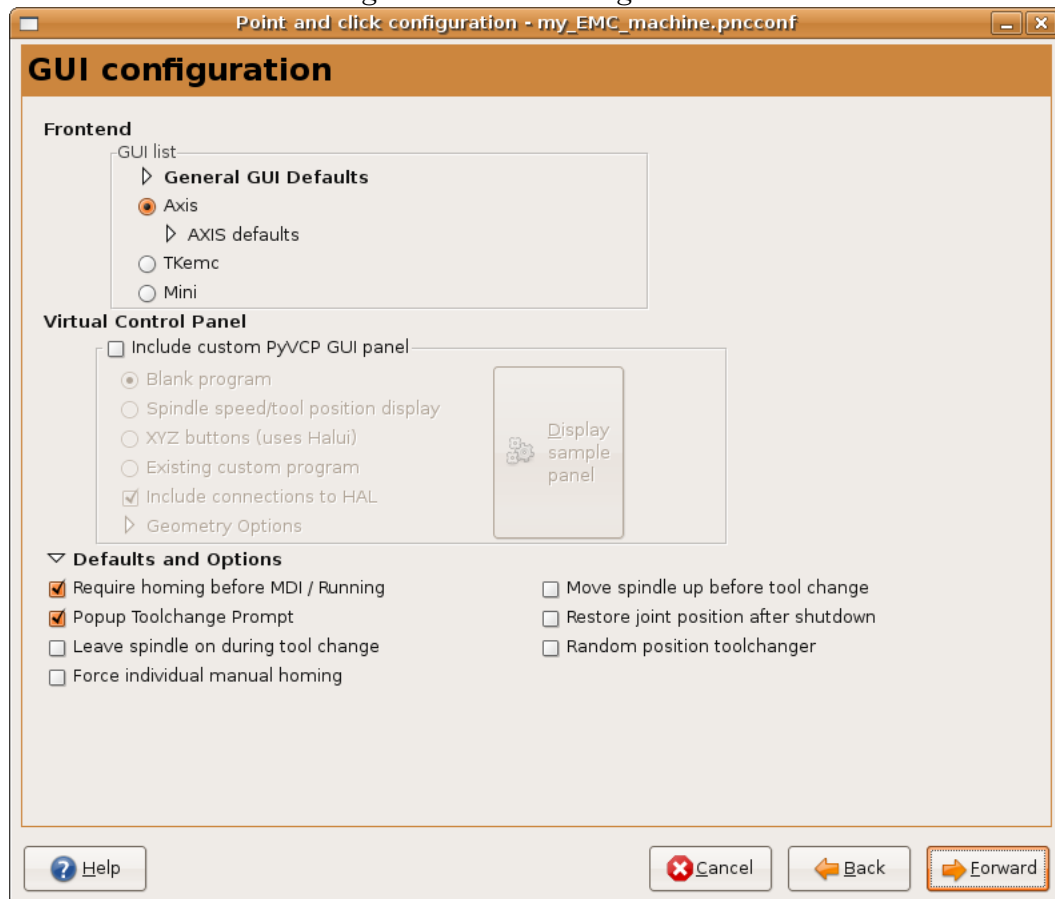 Point and click configuration - my_EMC_machine.pncconf
GUI configuration
Frontend
GUI list
General GUI Defaults
Axis
AXIS defaults
TKemc
Mini
Virtual Control Panel
Include custom PyVCP GUI panel
Blank program
Spindle speed/tool position display
XYZ buttons (uses Halui)
Existing custom program
Include connections to HAL
Geometry Options
Display
sample
panel
Defaults and Options
Require homing before MDI / Running
Popup Toolchange Prompt
Leave spindle on during tool change
Force individual manual homing
Move spindle up before tool change
Restore joint position after shutdown
Random position toolchanger
Help
Cancel
Back
Forward